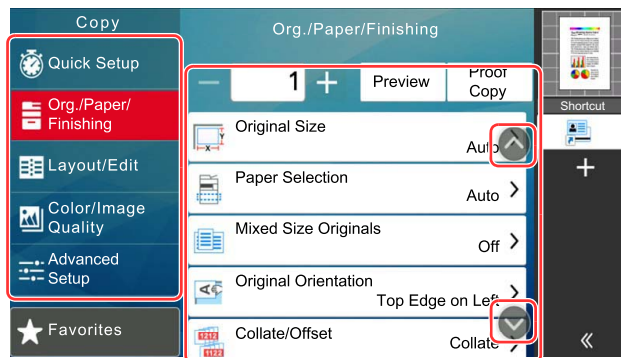 Copy
Quick Setup
Org./Paper/
Finishing
Layout/Edit
Color/Image
Quality
Advanced
Setup
Favorites
Org./Paper/Finishing
1
Preview
Proof
Copy
Original Size
Auto
Paper Selection
Auto
Mixed Size Originals
Off
Original Orientation
Top Edge on Left
Collate/Offset
Collate
1212
1122
Shortcut